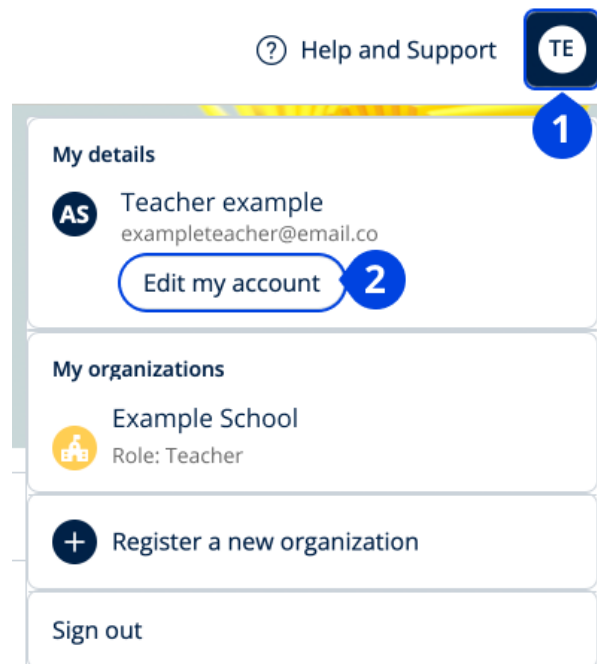 Help and Support
TE
1
My details
AS
Teacher example
exampleteacher@email.co
Edit my account
2
My organizations
Example School
Role: Teacher
Register a new organization
Sign out